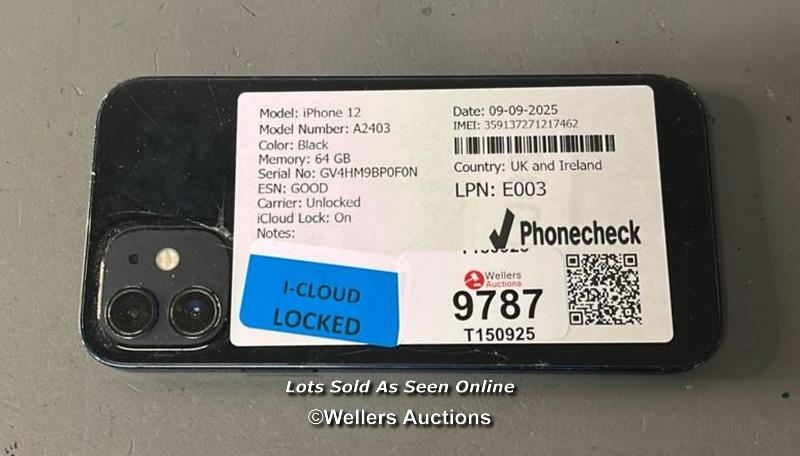 Model: iPhone 12
Model Number: A2403
Color: Black
Memory: 64 GB
Serial No: GV4HM9BP0F0N
ESN: GOOD
Carrier: Unlocked
iCloud Lock: On
Notes:
Date: 09-09-2025
IMEI: 359137271217462
Country: UK and Ireland
LPN: E003
Phonecheck
I-CLOUD
LOCKED
Wellers
Auctions
9787
T150925
Lots Sold As Seen Online
©Wellers Auctions